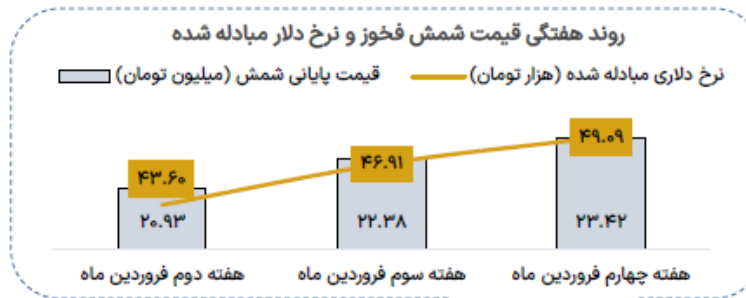 روند هفتگی قیمت شمش فخوز و نرخ دلار مبادله شده
نرخ دلاری مبادله شده (هزار تومان) قیمت پایانی شمش (میلیون تومان)
۴۹.۰۹
۴۶.۹۱
۴۳.۶۰
۲۳.۴۲
۲۲.۳۸
۲۰.۹۳
هفته چهارم فروردین ماه هفته سوم فروردین ماه هفته دوم فروردین ماه